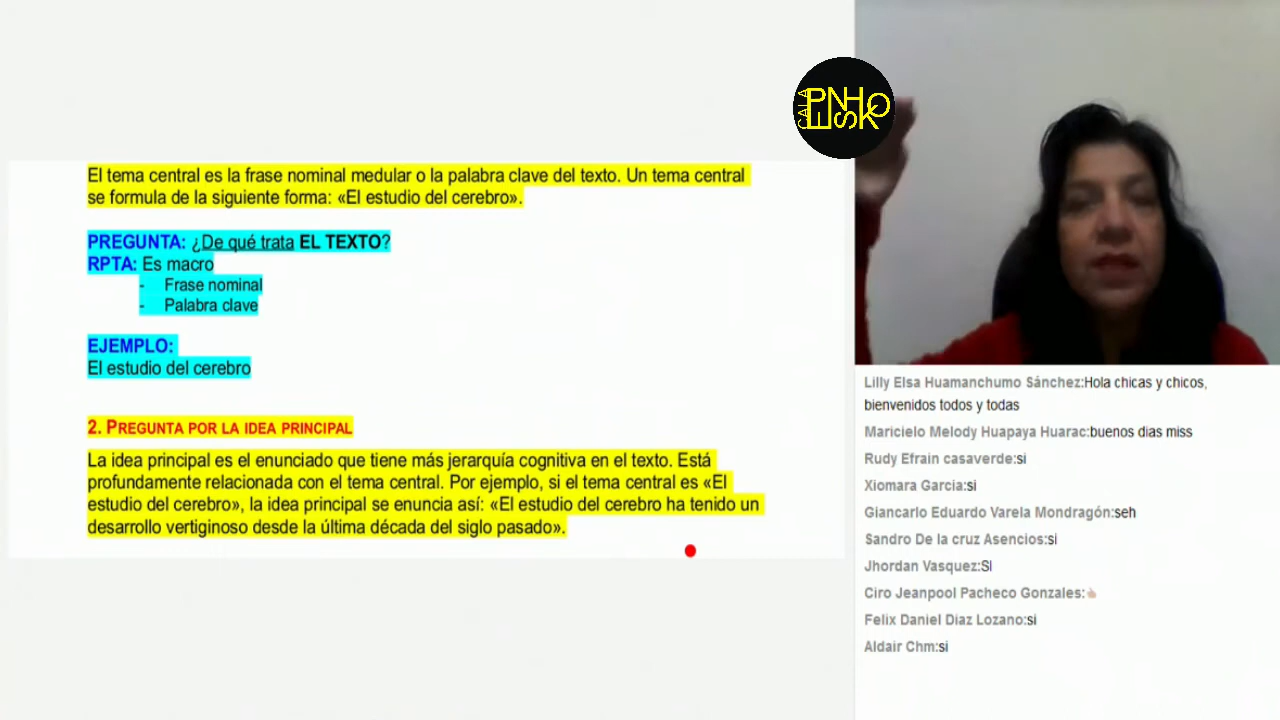 El tema central es la frase nominal medular o la palabra clave del texto. Un tema central
se formula de la siguiente forma: «El estudio del cerebro».
PREGUNTA: ¿De qué trata EL TEXTO?
RPTA: Es macro
- Frase nominal
- Palabra clave
EJEMPLO:
El estudio del cerebro
2. PREGUNTA POR LA IDEA PRINCIPAL
La idea principal es el enunciado que tiene más jerarquía cognitiva en el texto. Está
profundamente relacionada con el tema central. Por ejemplo, si el tema central es «El
estudio del cerebro», la idea principal se enuncia así: «El estudio del cerebro ha tenido un
desarrollo vertiginoso desde la última década del siglo pasado».
Lilly Elsa Huamanchumo Sánchez:Hola chicas y chicos,
bienvenidos todos y todas
Maricielo Melody Huapaya Huarac:buenos dias miss
Rudy Efrain casaverde:si
Xiomara Garcia:si
Giancarlo Eduardo Varela Mondragón:seh
Sandro De la cruz Asencios:si
Jhordan Vasquez:SI
Ciro Jeanpool Pacheco Gonzales:
Felix Daniel Diaz Lozano:si
Aldair Chm:si